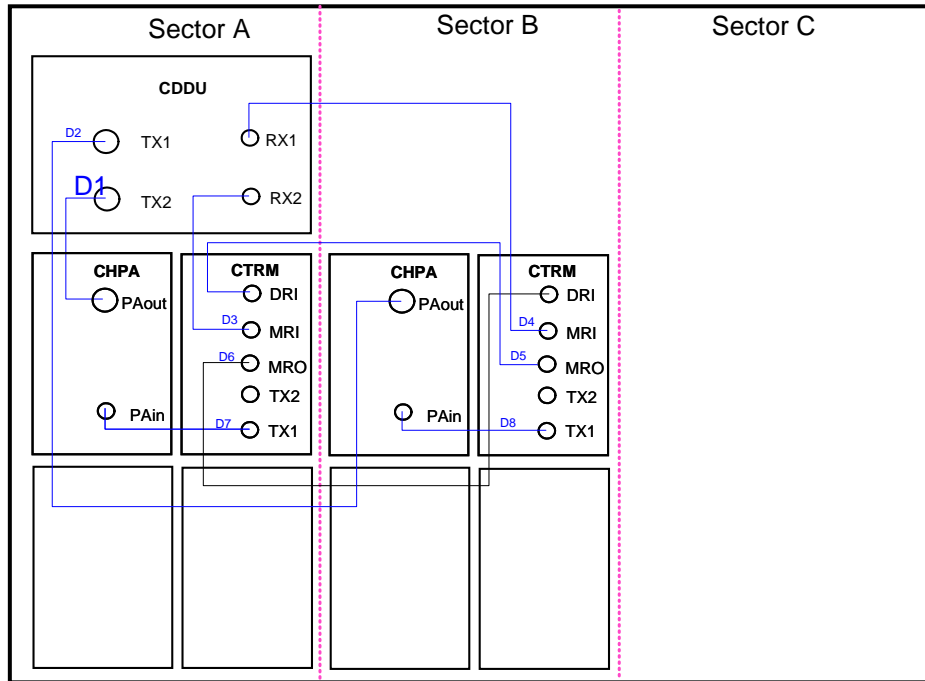 Sector A
Sector B
Sector C
CDDU
D2
TX1
RX1
D1
TX2
RX2
CHPA
CTRM
CHPA
CTRM
PAout
DRI
PAout
DRI
D3
MRI
D4
MRI
D6
MRO
D5
MRO
TX2
TX2
PAin
D7
TX1
PAin
D8
TX1